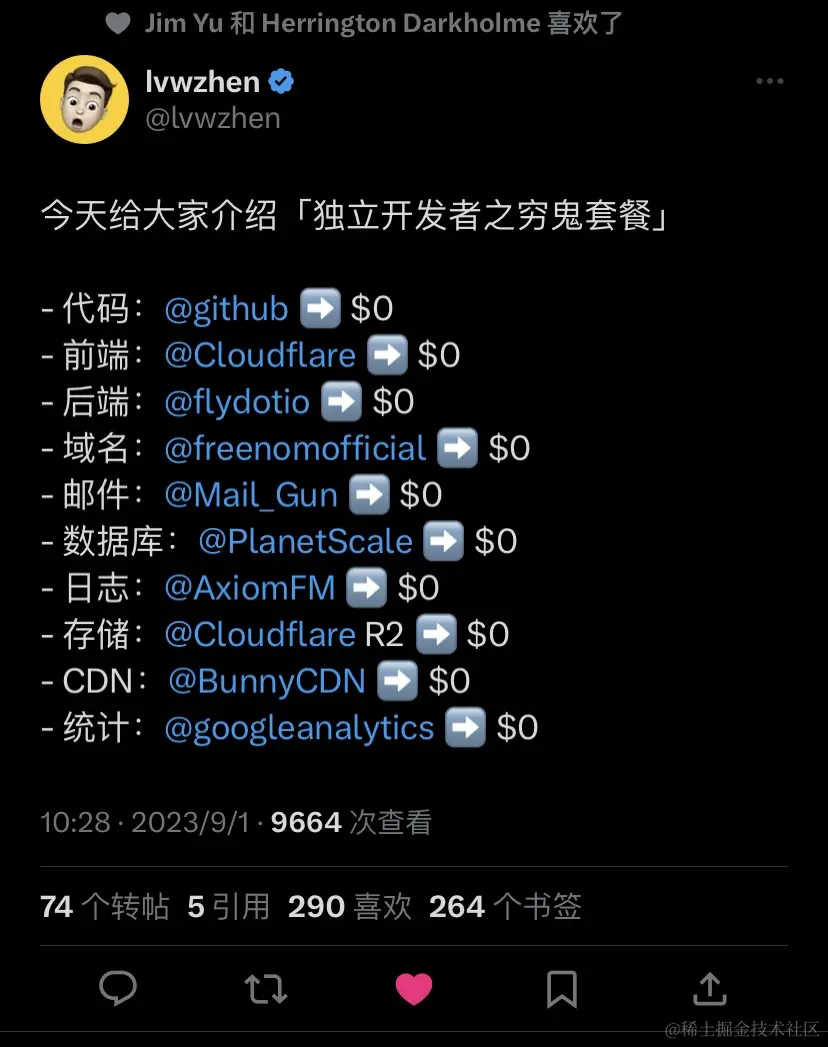 Jim Yu 和 Herrington Darkholme 喜欢了
lvwzhen
@lvwzhen
今天给大家介绍「独立开发者之穷鬼套餐」
- 代码：@github ➡️ $0
- 前端：@Cloudflare ➡️ $0
- 后端：@flydotio ➡️ $0
- 域名：@freenomofficial ➡️ $0
- 邮件：@Mail_Gun ➡️ $0
- 数据库：@PlanetScale ➡️ $0
- 日志：@AxiomFM ➡️ $0
- 存储：@Cloudflare R2 ➡️ $0
- CDN：@BunnyCDN ➡️ $0
- 统计：@googleanalytics ➡️ $0
10:28 · 2023/9/1 · 9664 次查看
74 个转帖 5 引用 290 喜欢 264 个书签
@稀土掘金技术社区